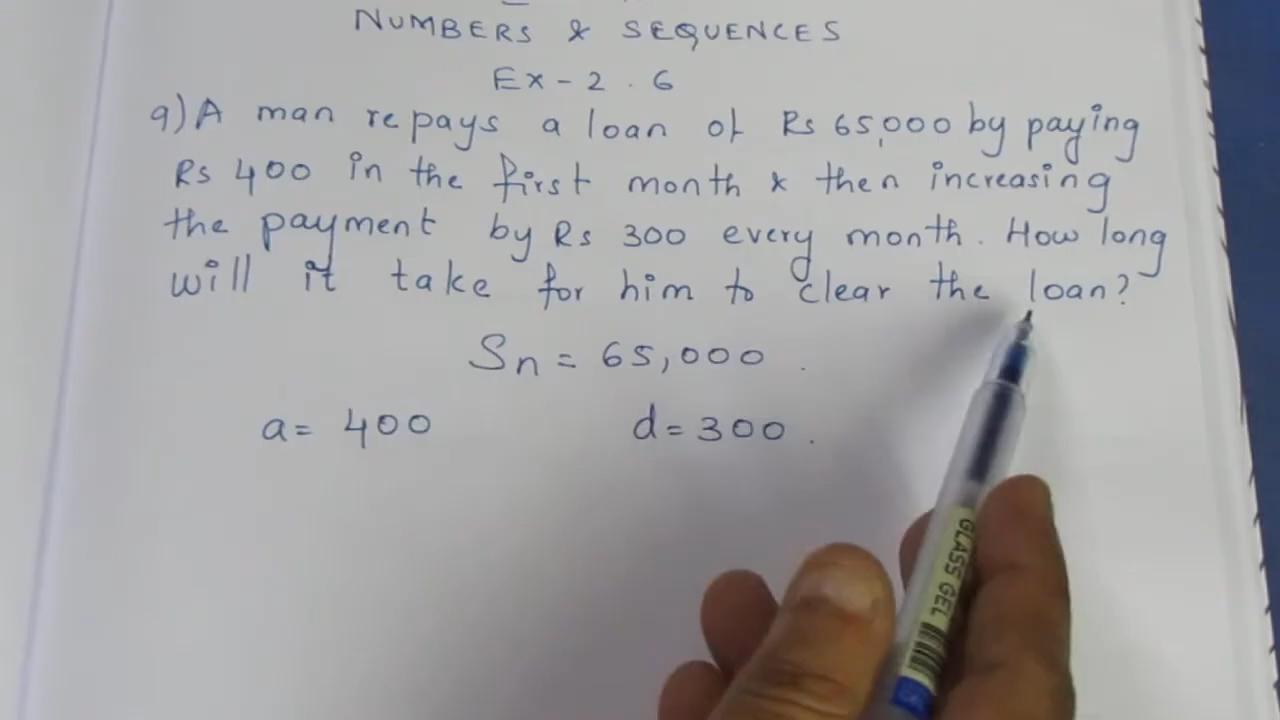 NUMBERS & SEQUENCES
Ex - 2 . 6
9) A man repays a loan of Rs 65,000 by paying
Rs 400 in the first month & then increasing
the payment by Rs 300 every month. How long
will it take for him to clear the loan?
Sn = 65,000 .
a = 400 d = 300 .
GLASS GEL